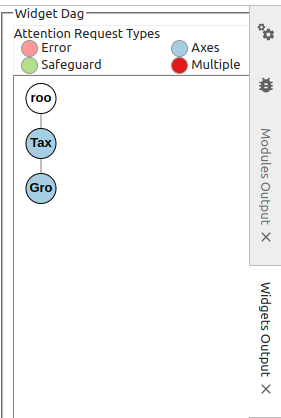 Widget Dag
Attention Request Types
Error
Axes
Safeguard
Multiple
roo
Tax
Gro
Modules Output
Widgets Output